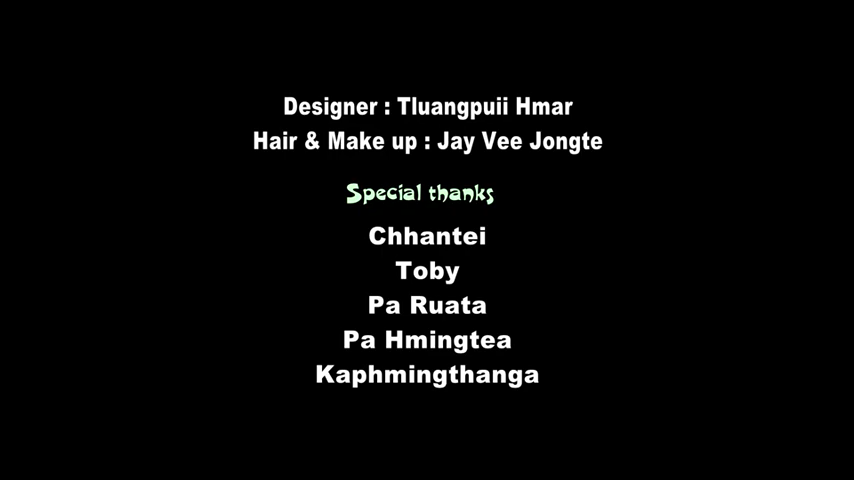 Designer : Tluangpuii Hmar
Hair & Make up : Jay Vee Jongte
Special thanks
Chhantei
Toby
Pa Ruata
Pa Hmingtea
Kaphmingthanga